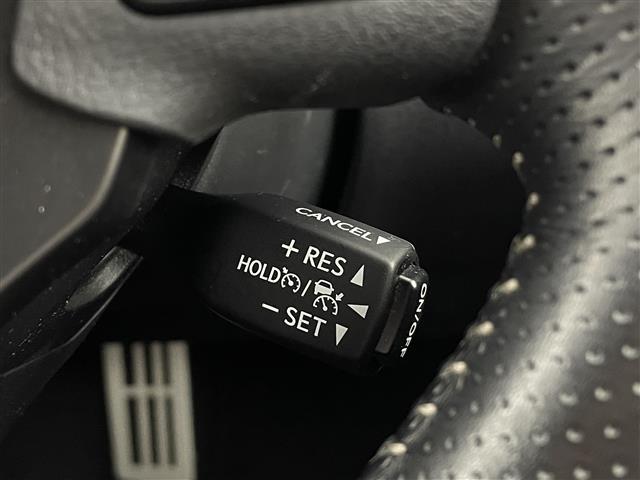 CANCEL
+ RES
HOLD /
− SET
ON/OFF